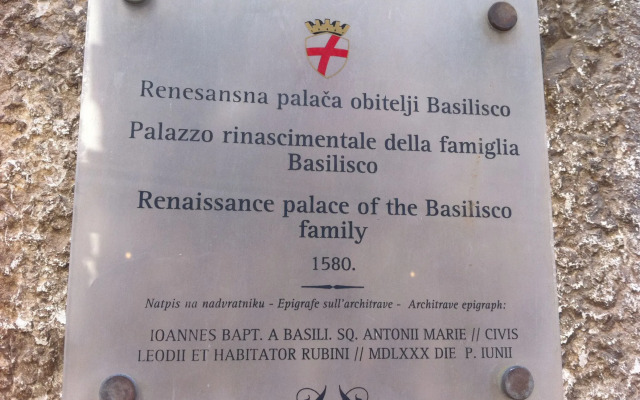 Renesansna palača obitelji Basilisco
Palazzo rinascimentale della famiglia
Basilisco
Renaissance palace of the Basilisco
family
1580.
Natpis na nadvratniku - Epigrafe sull'architrave - Architrave epigraph:
IOANNES BAPT. A BASILI. SQ. ANTONII MARIE // CIVIS
LEODII ET HABITATOR RUBINI // MDLXXX DIE P. IUNII